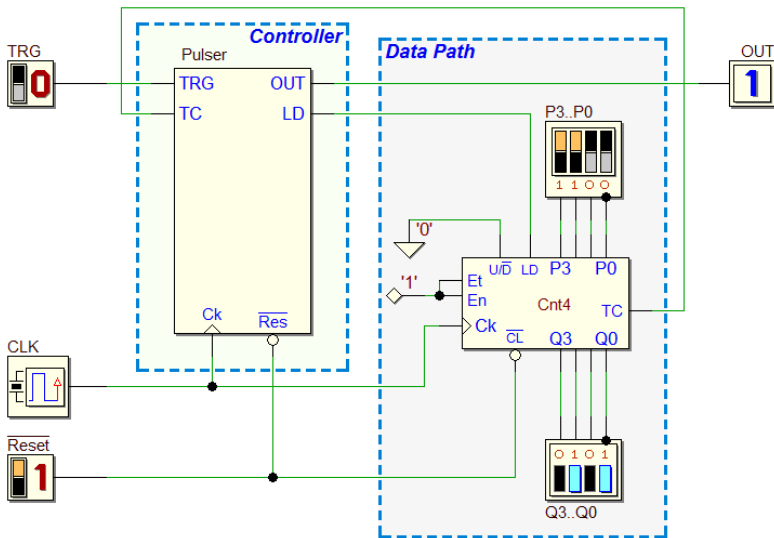 Controller
Data Path
TRG
0
Pulser
TRG
OUT
TC
LD
Ck
Res
OUT
1
P3..P0
1 1 0 0
'0'
'1'
U/D
LD
P3
P0
Et
En
Cnt4
TC
Ck
CL
Q3
Q0
CLK
Reset
1
0 1 0 1
Q3..Q0